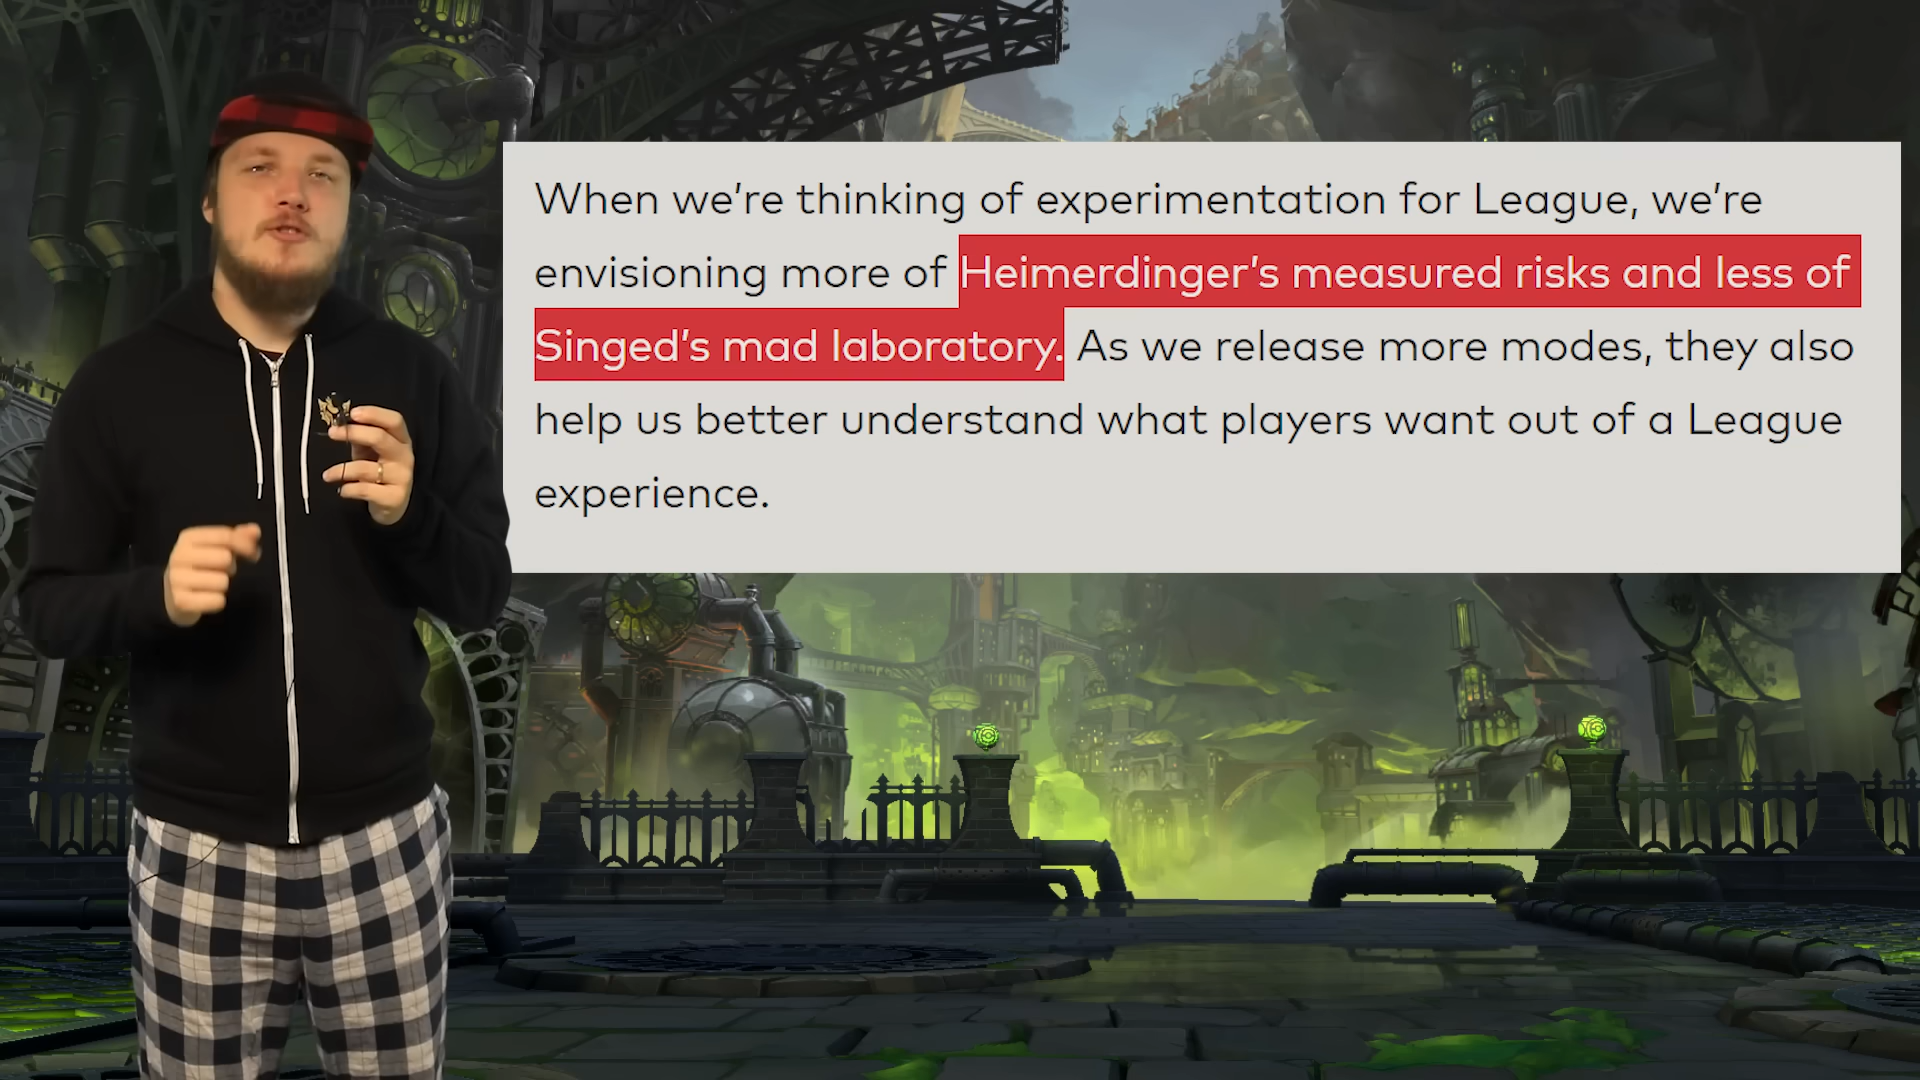 When we’re thinking of experimentation for League, we’re
envisioning more of Heimerdinger’s measured risks and less of
Singed’s mad laboratory. As we release more modes, they also
help us better understand what players want out of a League
experience.